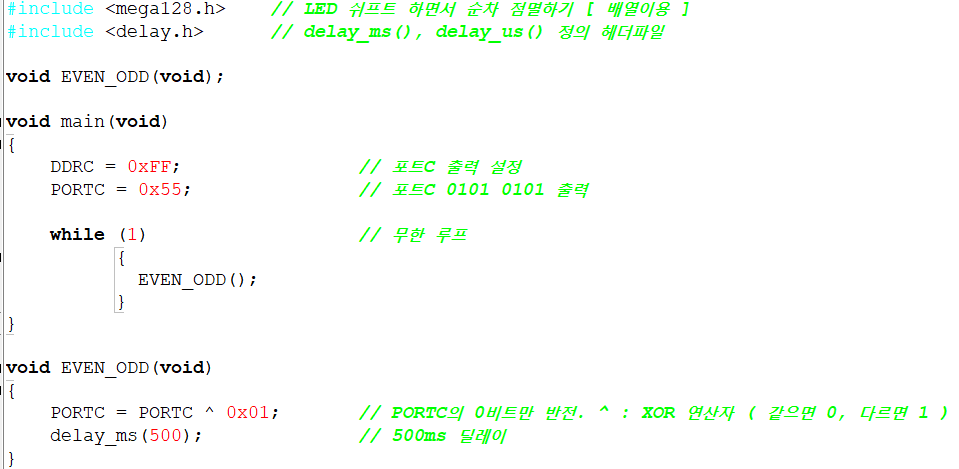 #include <mega128.h>    // LED 쉬프트 하면서 순차 점멸하기 [ 배열이용 ]
#include <delay.h>      // delay_ms(), delay_us() 정의 헤더파일
void EVEN_ODD(void);
void main(void)
{
    DDRC = 0xFF;                // 포트C 출력 설정
    PORTC = 0x55;               // 포트C 0101 0101 출력
    while (1)                   // 무한 루프
          {
            EVEN_ODD();
          }
}
void EVEN_ODD(void)
{
    PORTC = PORTC ^ 0x01;       // PORTC의 0비트만 반전. ^ : XOR 연산자 ( 같으면 0, 다르면 1 )
    delay_ms(500);              // 500ms 딜레이
}